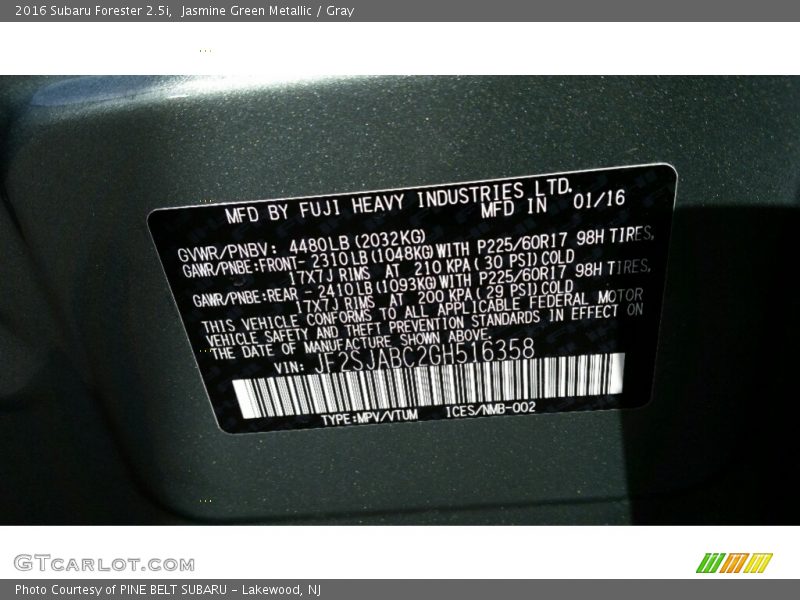 2016 Subaru Forester 2.5i,  Jasmine Green Metallic / Gray
MFD BY FUJI HEAVY INDUSTRIES LTD.
MFD IN 01/16
GVWR/PNBV: 4480LB (2032KG)
GAWR/PNBE:FRONT- 2310LB (1048KG) WITH P225/60R17 98H TIRES,
17X7J RIMS AT 210 KPA ( 30 PSI) COLD
GAWR/PNBE:REAR - 2410LB (1093KG) WITH P225/60R17 98H TIRES,
17X7J RIMS AT 200 KPA ( 29 PSI) COLD
THIS VEHICLE CONFORMS TO ALL APPLICABLE FEDERAL MOTOR
VEHICLE SAFETY AND THEFT PREVENTION STANDARDS IN EFFECT ON
THE DATE OF MANUFACTURE SHOWN ABOVE.
VIN: JF2SJABC2GH516358
TYPE:MPV/VTUM ICES/NMB-002
GTcarlot.com
Photo Courtesy of PINE BELT SUBARU - Lakewood, NJ